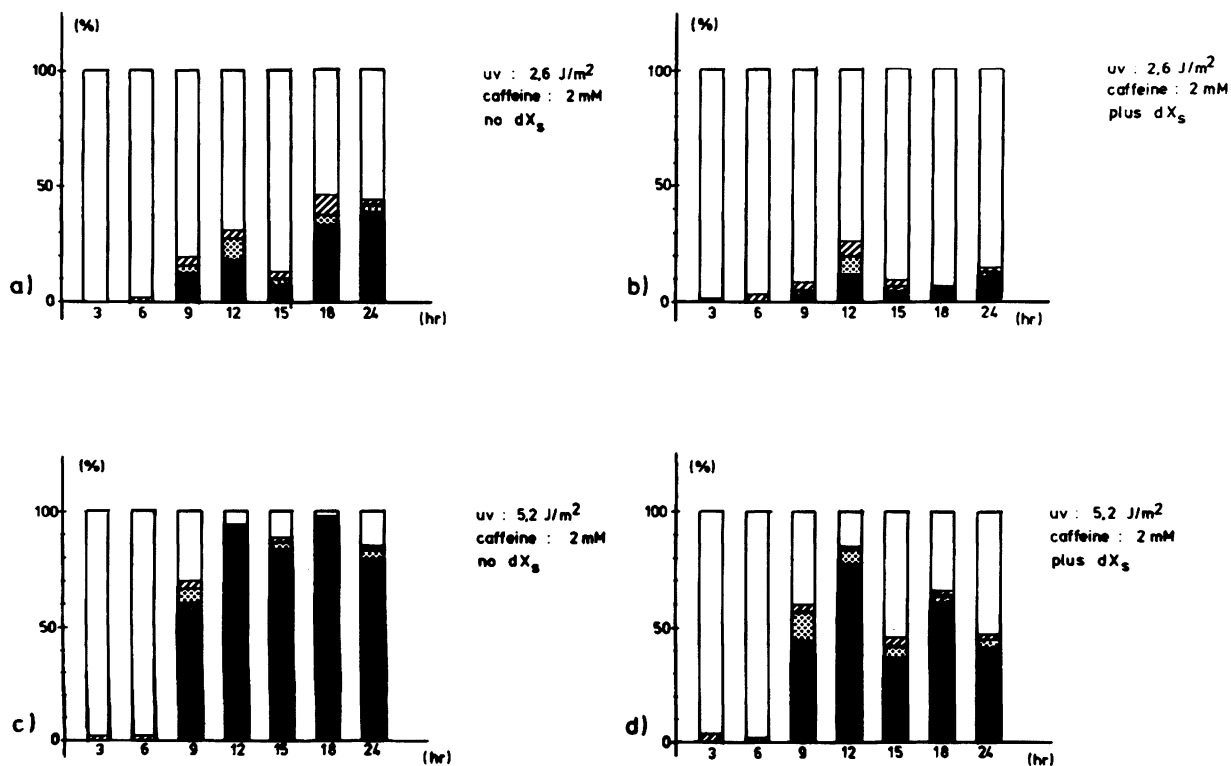 (%)
100
50
0
3 6 9 12 15 18 24
(hr)
uv : 2,6 J/m²
caffeine : 2 mM
no dXs
a)
(%)
100
50
0
3 6 9 12 15 18 24
(hr)
uv : 2,6 J/m²
caffeine : 2 mM
plus dXs
b)
(%)
100
50
0
3 6 9 12 15 18 24
(hr)
uv : 5,2 J/m²
caffeine : 2 mM
no dXs
c)
(%)
100
50
0
3 6 9 12 15 18 24
(hr)
uv : 5,2 J/m²
caffeine : 2 mM
plus dXs
d)